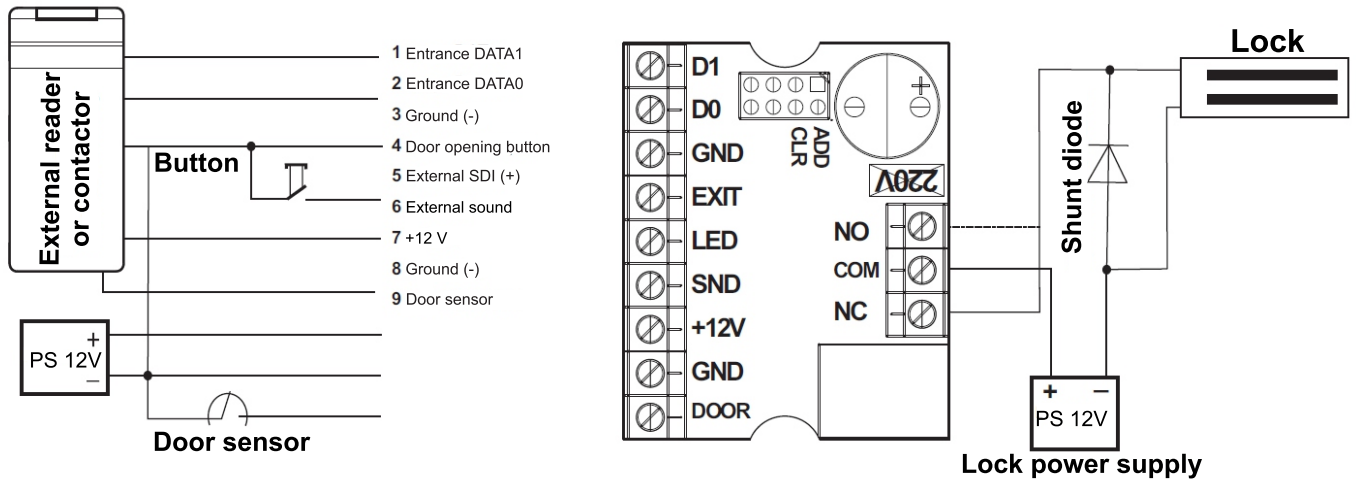 External reader
or contactor
Button
1 Entrance DATA1
2 Entrance DATA0
3 Ground (-)
4 Door opening button
5 External SDI (+)
6 External sound
7 +12 V
8 Ground (-)
9 Door sensor
+
PS 12V
–
Door sensor
D1
D0
GND
EXIT
LED
SND
+12V
GND
DOOR
ADD
CLR
+
220V
NO
COM
NC
Shunt diode
Lock
+ –
PS 12V
Lock power supply